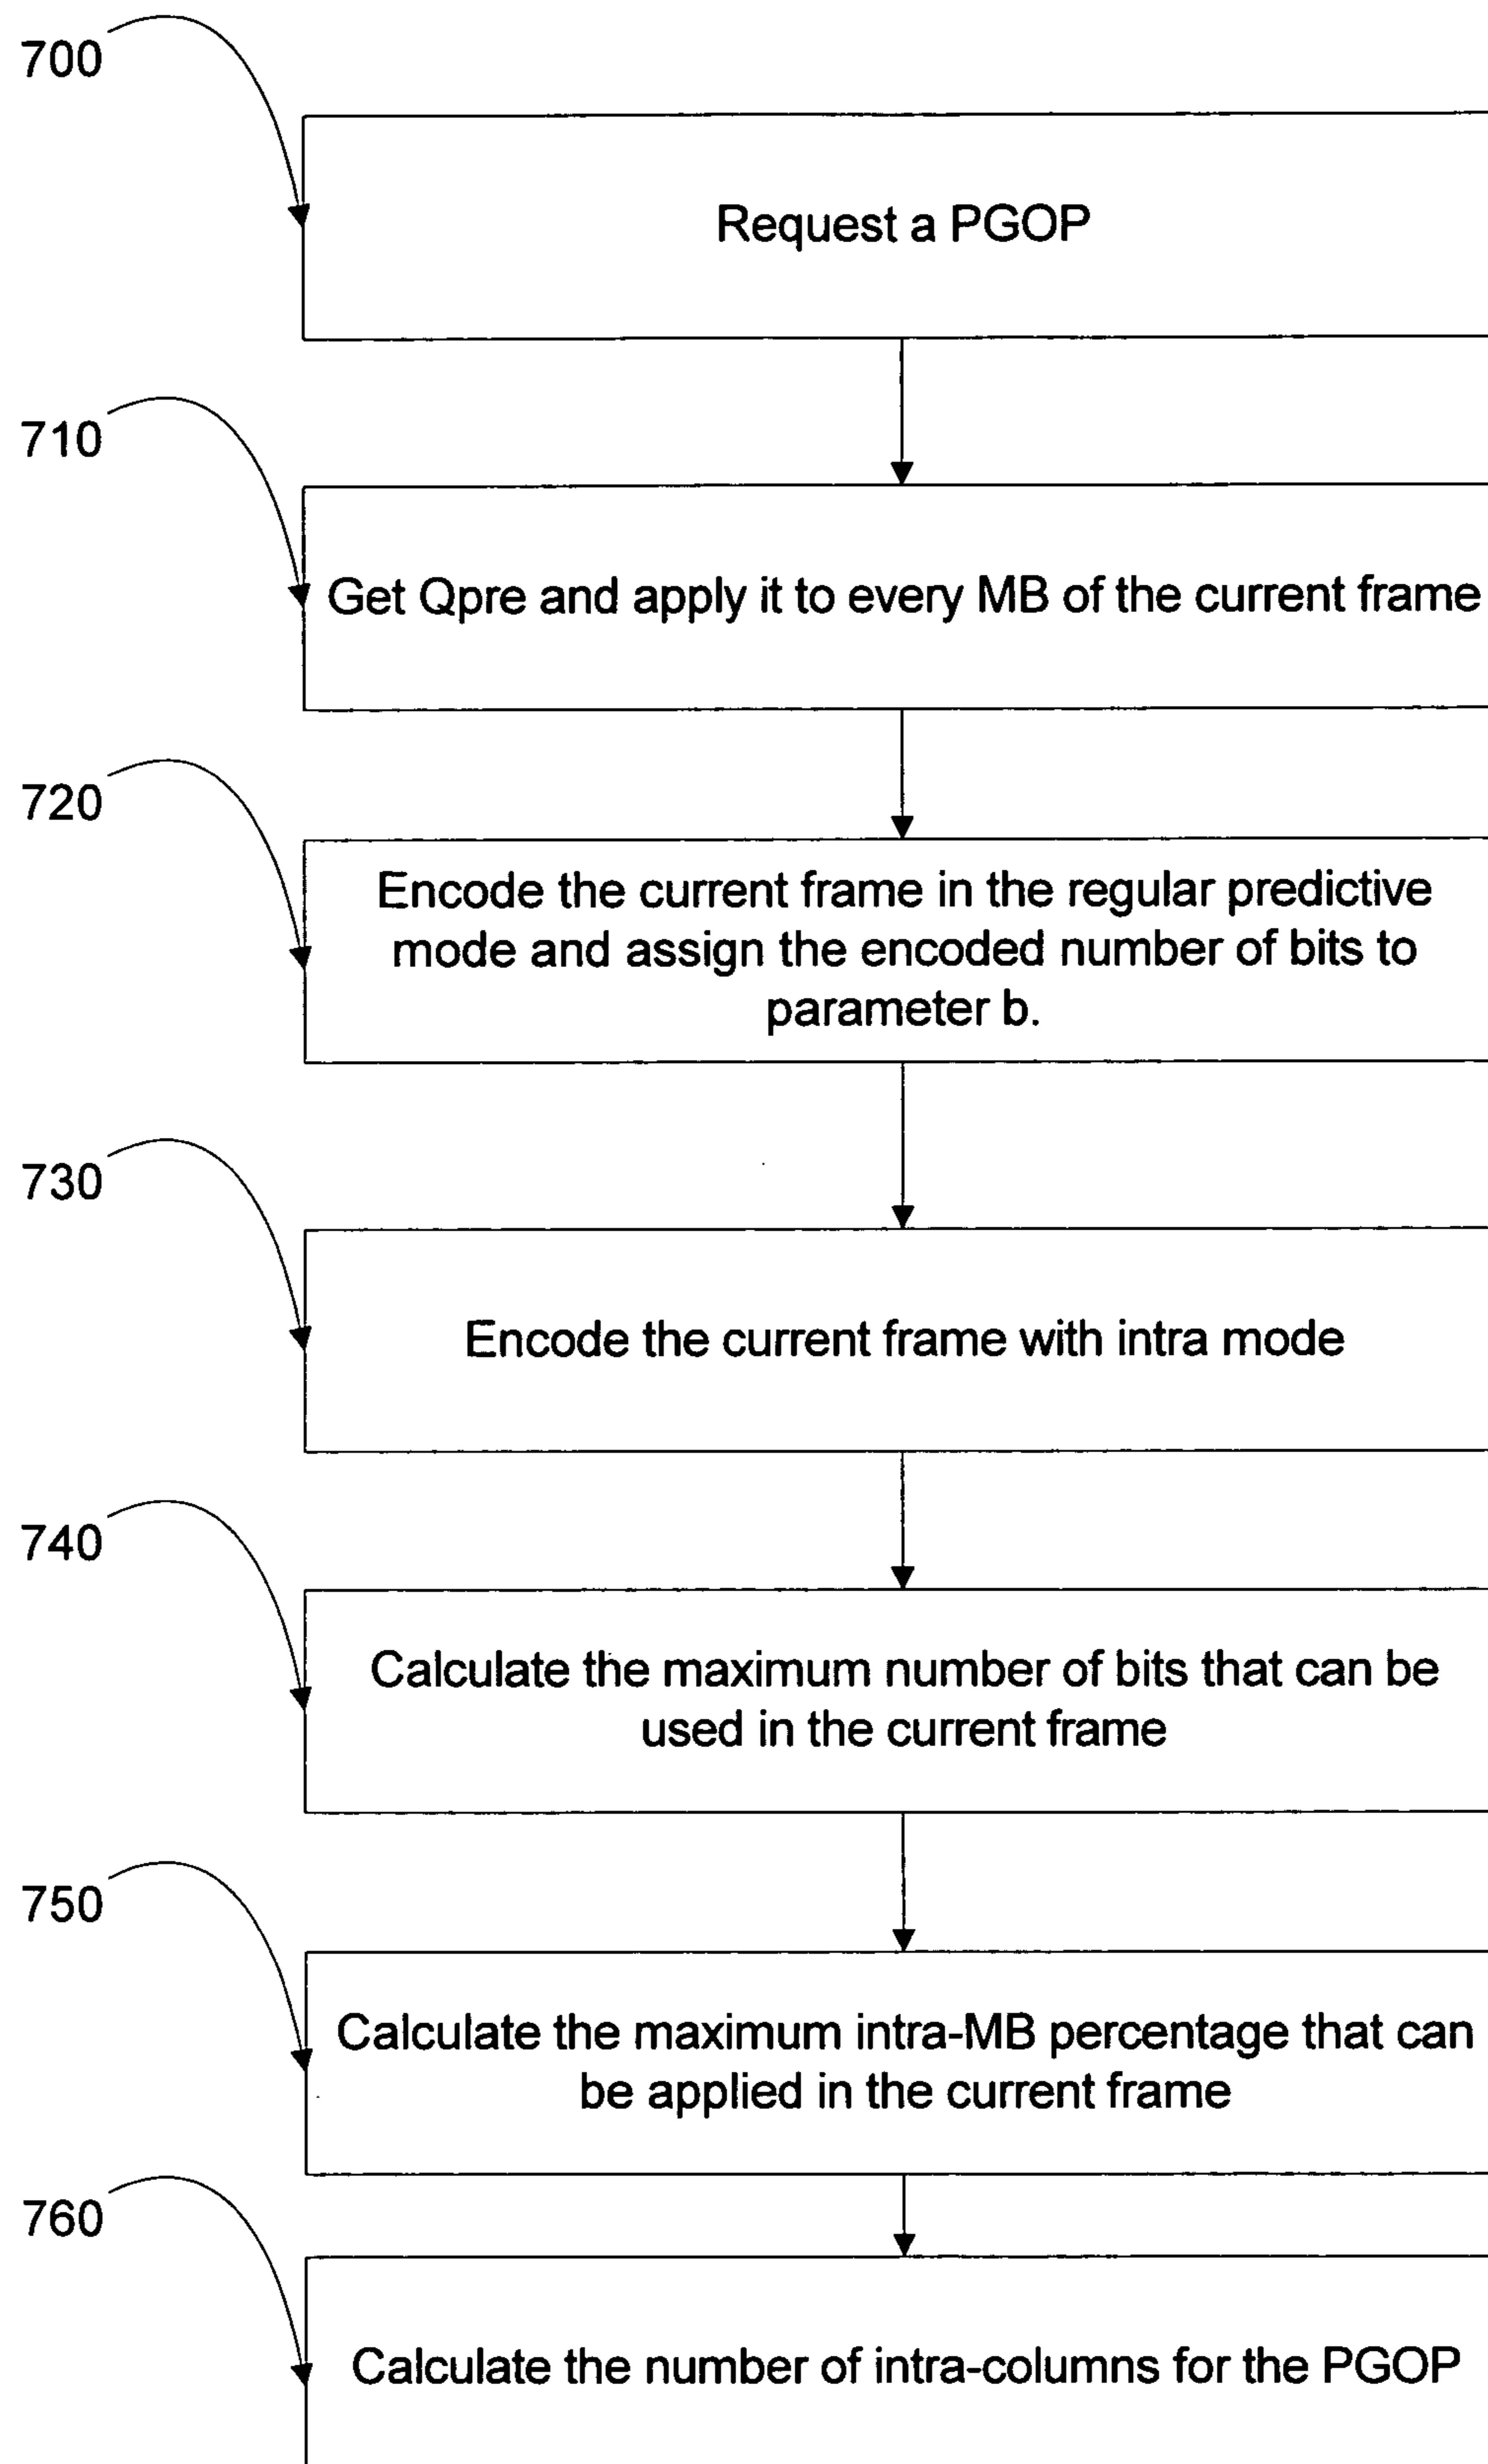 700
Request a PGOP
710
Get Qpre and apply it to every MB of the current frame
720
Encode the current frame in the regular predictive
mode and assign the encoded number of bits to
parameter b.
730
Encode the current frame with intra mode
740
Calculate the maximum number of bits that can be
used in the current frame
750
Calculate the maximum intra-MB percentage that can
be applied in the current frame
760
Calculate the number of intra-columns for the PGOP